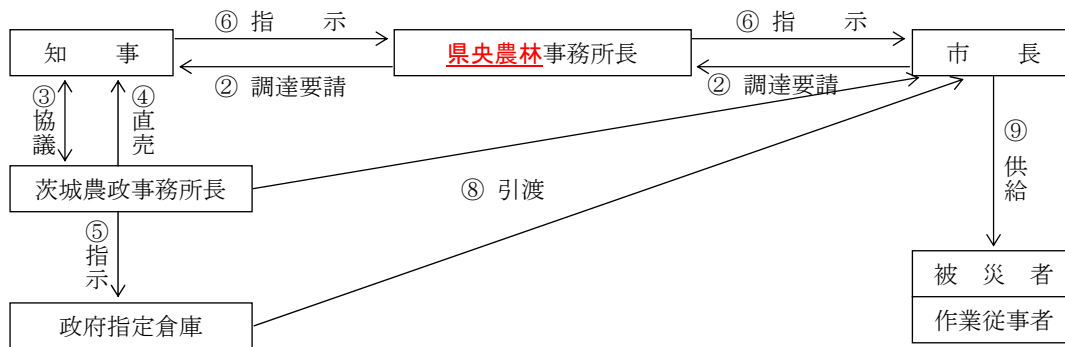 ⑥ 指　　示
⑥ 指　　示
知　　事
県央農林事務所長
市　　長
② 調達要請
② 調達要請
③協議
④直売
⑨供給
茨城農政事務所長
⑧ 引渡
⑤指示
被　災　者
政府指定倉庫
作業従事者